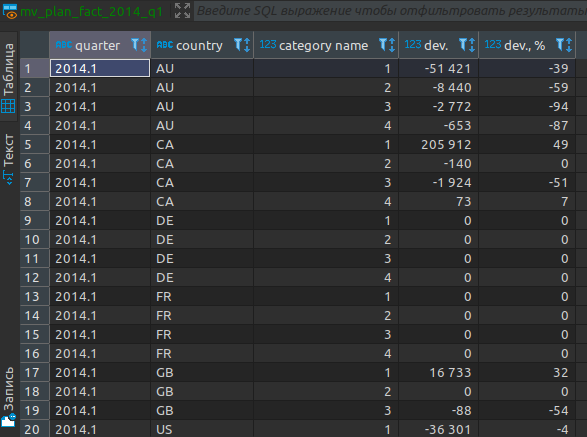 mv_plan_fact_2014_q1 Введите SQL выражение чтобы отфильтровать результаты
Таблица
Текст
Запись
ABC quarter ABC country 123 category name 123 dev. 123 dev., %
1 2014.1 AU 1 -51 421 -39
2 2014.1 AU 2 -8 440 -59
3 2014.1 AU 3 -2 772 -94
4 2014.1 AU 4 -653 -87
5 2014.1 CA 1 205 912 49
6 2014.1 CA 2 -140 0
7 2014.1 CA 3 -1 924 -51
8 2014.1 CA 4 73 7
9 2014.1 DE 1 0 0
10 2014.1 DE 2 0 0
11 2014.1 DE 3 0 0
12 2014.1 DE 4 0 0
13 2014.1 FR 1 0 0
14 2014.1 FR 2 0 0
15 2014.1 FR 3 0 0
16 2014.1 FR 4 0 0
17 2014.1 GB 1 16 733 32
18 2014.1 GB 2 0 0
19 2014.1 GB 3 -88 -54
20 2014.1 US 1 -36 301 -4